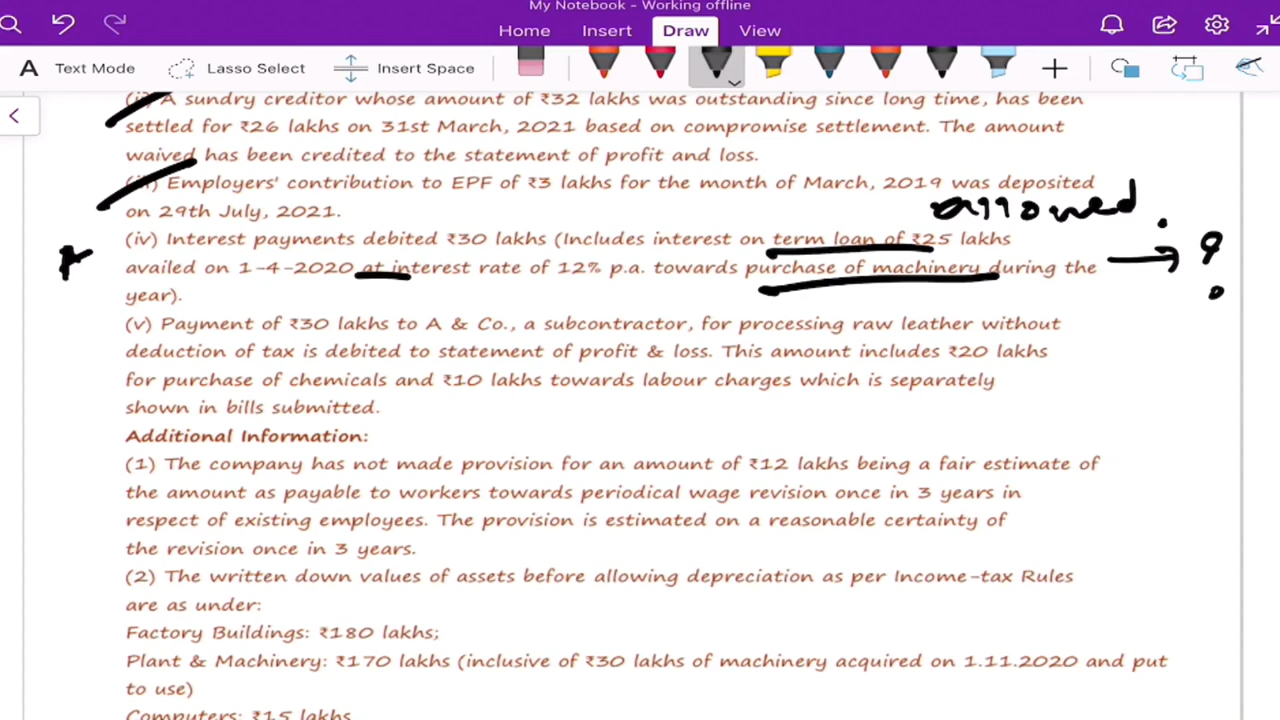 My Notebook - Working offline
Home Insert Draw View
A Text Mode Lasso Select Insert Space
(ii) A sundry creditor whose amount of ₹32 lakhs was outstanding since long time, has been
settled for ₹26 lakhs on 31st March, 2021 based on compromise settlement. The amount
waived has been credited to the statement of profit and loss.
(iii) Employers' contribution to EPF of ₹3 lakhs for the month of March, 2019 was deposited
on 29th July, 2021.
allowed
(iv) Interest payments debited ₹30 lakhs (Includes interest on term loan of ₹25 lakhs
availed on 1-4-2020 at interest rate of 12% p.a. towards purchase of machinery during the
year).
(v) Payment of ₹30 lakhs to A & Co., a subcontractor, for processing raw leather without
deduction of tax is debited to statement of profit & loss. This amount includes ₹20 lakhs
for purchase of chemicals and ₹10 lakhs towards labour charges which is separately
shown in bills submitted.
Additional Information:
(1) The company has not made provision for an amount of ₹12 lakhs being a fair estimate of
the amount as payable to workers towards periodical wage revision once in 3 years in
respect of existing employees. The provision is estimated on a reasonable certainty of
the revision once in 3 years.
(2) The written down values of assets before allowing depreciation as per Income-tax Rules
are as under:
Factory Buildings: ₹180 lakhs;
Plant & Machinery: ₹170 lakhs (inclusive of ₹30 lakhs of machinery acquired on 1.11.2020 and put
to use)
Computers: ₹15 lakhs